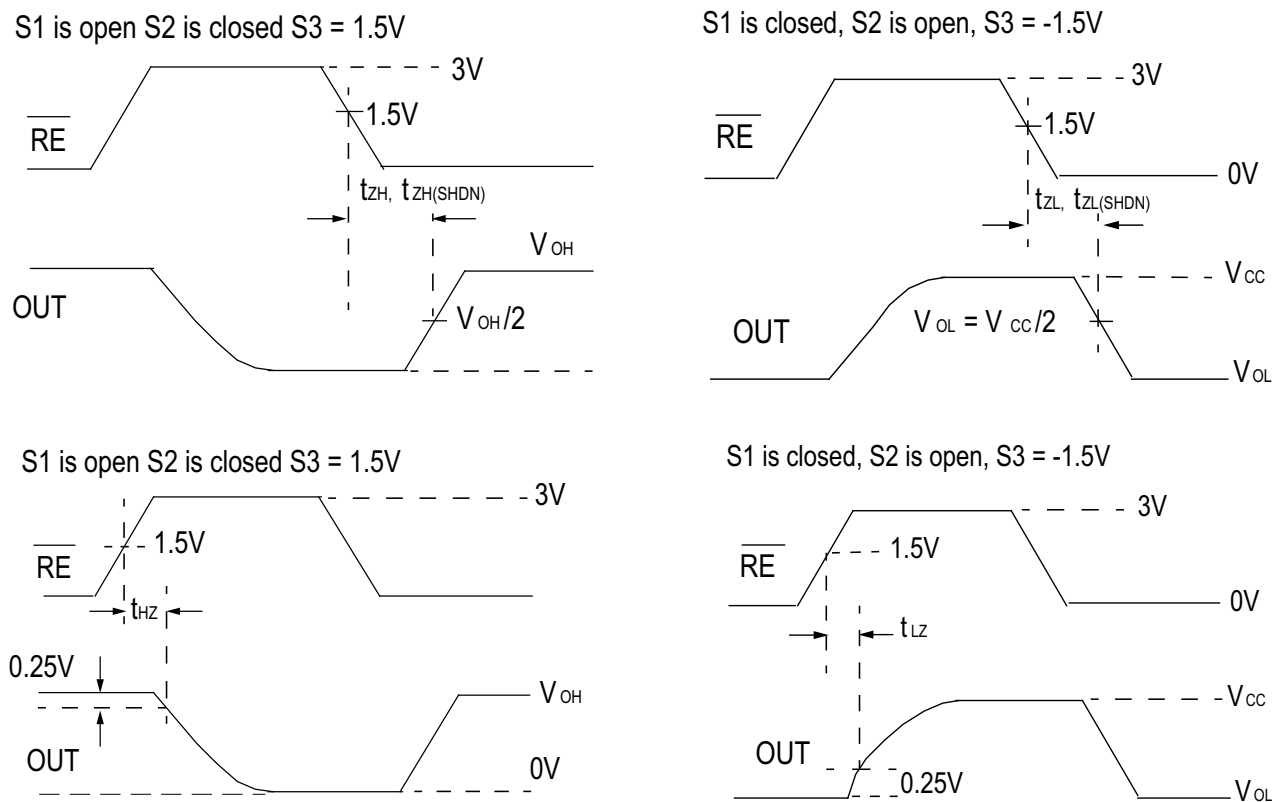 S1 is open S2 is closed S3 = 1.5V
3V
1.5V
RE
tZH, tZH(SHDN)
VOH
OUT
VOH/2
S1 is closed, S2 is open, S3 = -1.5V
3V
1.5V
RE
0V
tZL, tZL(SHDN)
VCC
OUT
VOL = VCC/2
VOL
S1 is open S2 is closed S3 = 1.5V
3V
1.5V
RE
tHZ
0.25V
VOH
OUT
0V
S1 is closed, S2 is open, S3 = -1.5V
3V
1.5V
RE
0V
tLZ
VCC
OUT
0.25V
VOL